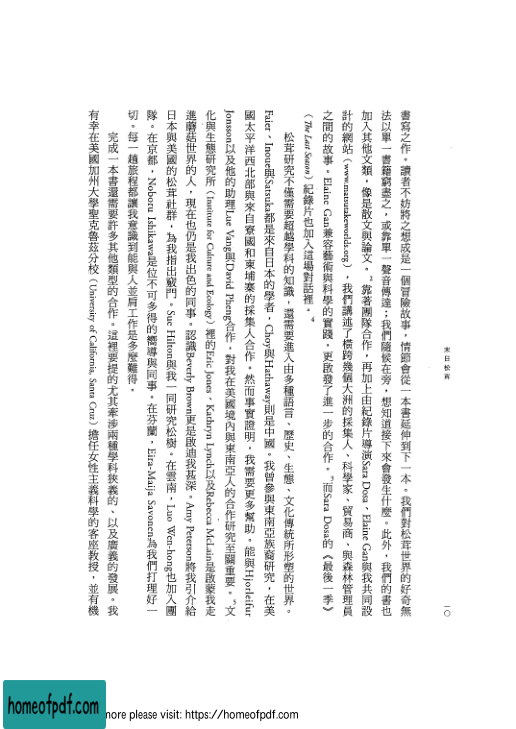 末日松茸
一〇
書寫之作。讀者不妨將之想成是一個冒險故事，情節會從一本書延伸到下一本。我們對松茸世界的好奇無
法以單一書籍窮盡之，或靠單一聲音傳達；我們隨候在旁，想知道接下來會發生什麼。此外，我們的書也
加入其他文類，像是散文與論文。靠著團隊合作，再加上由紀錄片導演Sara Dosa、Elaine Gan與我共同設
計的網站（www.matsutakeworlds.org），我們講述了橫跨幾個大洲的採集人、科學家、貿易商、與森林管理員
之間的故事。Elaine Gan兼容藝術與科學的實踐，更啟發了進一步的合作。而Sara Dosa的《最後一季》
（The Last Season）紀錄片也加入這場對話裡。4
松茸研究不僅需要超越學科的知識，還需要進入由多種語言、歷史、生態、文化傳統所形塑的世界。
Faier、Inoue與Satsuka都是來自日本的學者，Choy與Hathaway則是中國。我曾參與東南亞族裔研究，在美
國太平洋西北部與來自寮國和柬埔寨的採集人合作。然而事實證明，我需要更多幫助。能與Hjorleifur
Jonsson以及他的助理Lue Vang與David Pheng合作，對我在美國境內與東南亞人的合作研究至關重要。5文
化與生態研究所（Institute for Culture and Ecology）裡的Eric Jones、Kathryn Lynch以及Rebecca McLain是啟蒙我走
進蘑菇世界的人，現在也仍是我出色的同事。認識Beverly Brown更是啟迪我甚深。Amy Peterson將我引介給
日本與美國的松茸社群，為我指出竅門。Sue Hilton與我一同研究松樹。在雲南，Luo Wen-hong也加入團
隊。在京都，Noboru Ishikawa是位不可多得的嚮導與同事。在芬蘭，Eira-Maija Savonen為我們打理好一
切。每一趟旅程都讓我意識到能與人並肩工作是多麼難得。
完成一本書還需要許多其他類型的合作。這裡要提的尤其牽涉兩種學科狹義的、以及廣義的發展。我
有幸在美國加州大學聖克魯茲分校（University of California, Santa Cruz）擔任女性主義科學的客座教授，並有機
homeofpdf.com
more please visit: https://homeofpdf.com